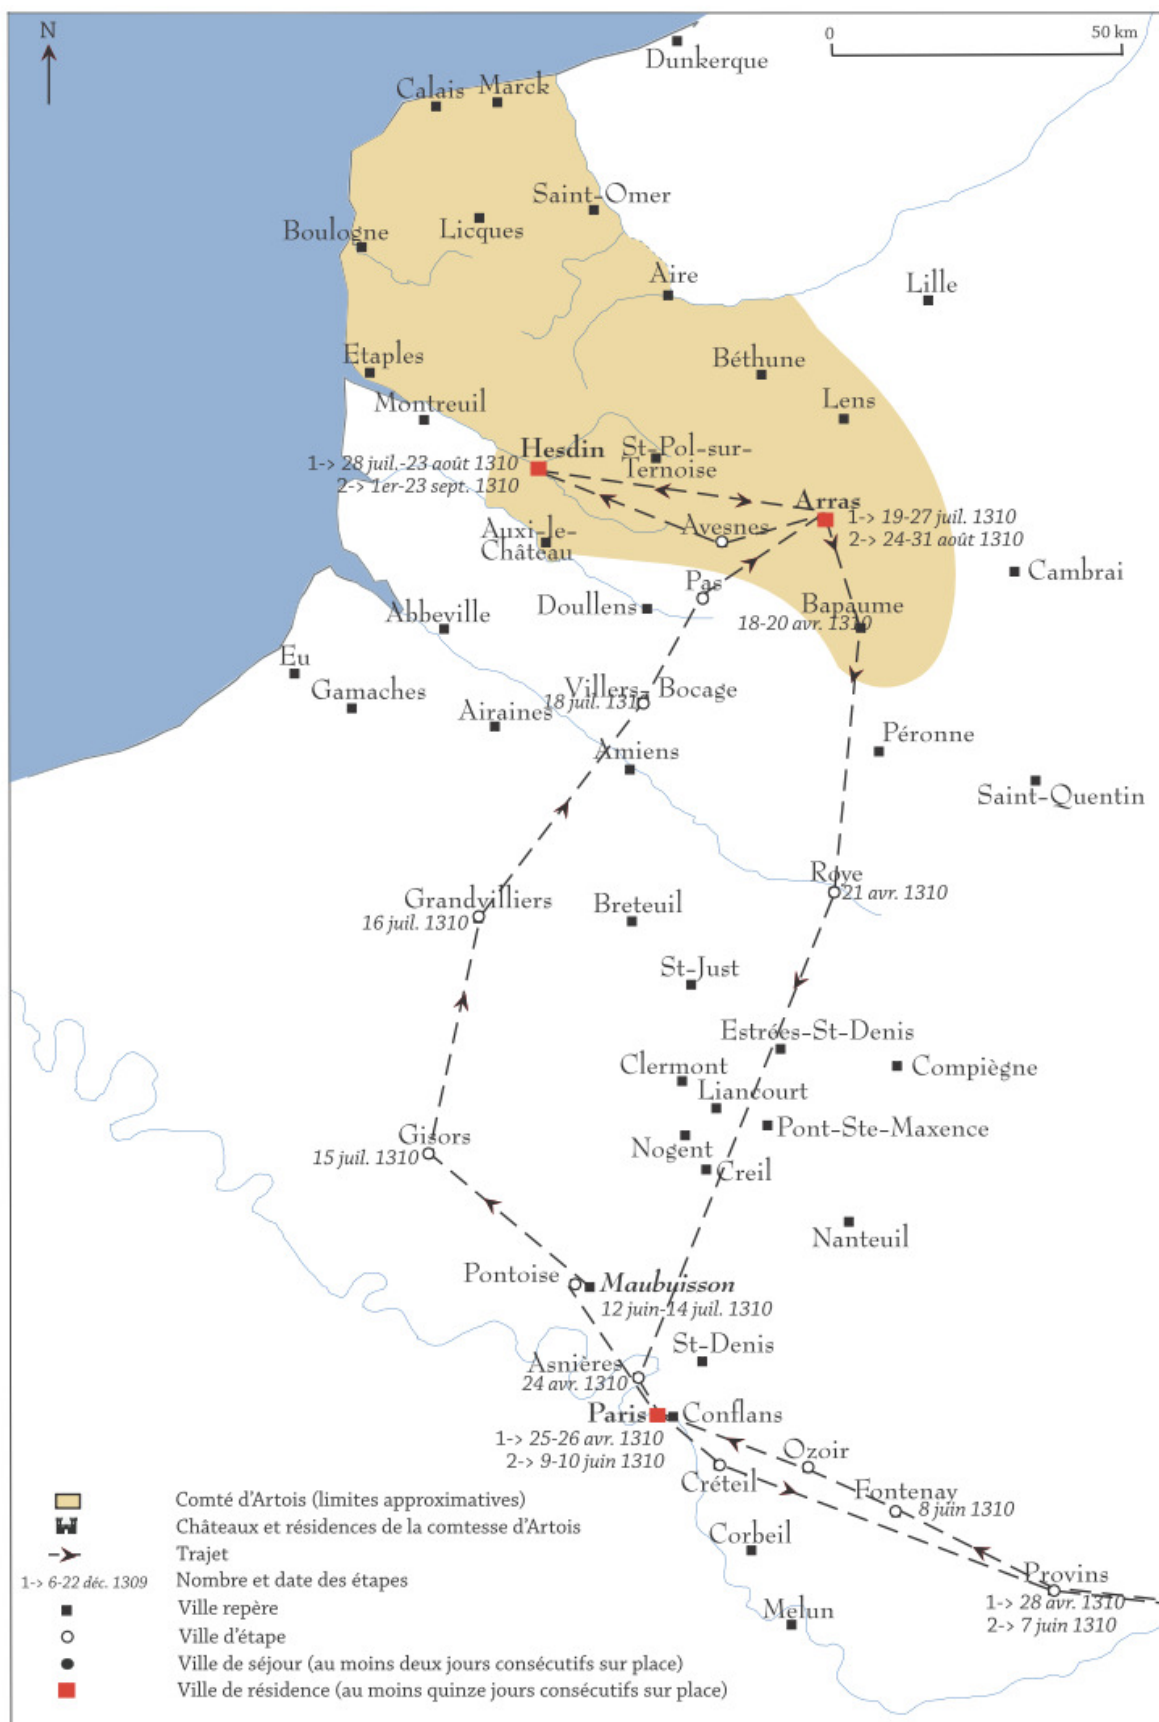 N
0
50 km
Dunkerque
Calais
Marck
Saint-Omer
Boulogne
Licques
Aire
Lille
Etaples
Béthune
Montreuil
Lens
Hesdin
1-> 28 juil.-23 août 1310
2-> 1er-23 sept. 1310
St-Pol-sur-
Ternoise
Arras
1-> 19-27 juil. 1310
2-> 24-31 août 1310
Auxi-le-
Château
Avesnes
Cambrai
Pas
Doullens
Bapaume
18-20 avr. 1310
Abbeville
Eu
Gamaches
Villers-Bocage
18 juil. 1310
Airaines
Péronne
Amiens
Saint-Quentin
Roye
21 avr. 1310
Grandvilliers
16 juil. 1310
Breteuil
St-Just
Estrées-St-Denis
Clermont
Compiègne
Liancourt
Gisors
15 juil. 1310
Pont-Ste-Maxence
Nogent
Creil
Nanteuil
Pontoise
Maubuisson
12 juin-14 juil. 1310
St-Denis
Asnières
24 avr. 1310
Paris
Conflans
1-> 25-26 avr. 1310
2-> 9-10 juin 1310
Ozoir
Créteil
Fontenay
8 juin 1310
Corbeil
Provins
1-> 28 avr. 1310
2-> 7 juin 1310
Melun
Comté d'Artois (limites approximatives)
Châteaux et résidences de la comtesse d'Artois
Trajet
1-> 6-22 déc. 1309 Nombre et date des étapes
Ville repère
Ville d'étape
Ville de séjour (au moins deux jours consécutifs sur place)
Ville de résidence (au moins quinze jours consécutifs sur place)